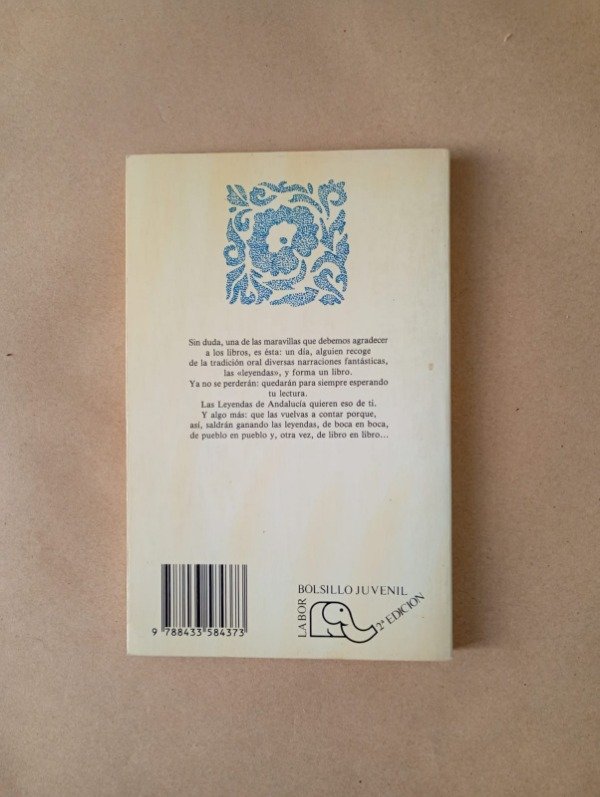 Sin duda, una de las maravillas que debemos agradecer
a los libros, es ésta: un día, alguien recoge
de la tradición oral diversas narraciones fantásticas,
las «leyendas», y forma un libro.
Ya no se perderán: quedarán para siempre esperando
tu lectura.
Las Leyendas de Andalucía quieren eso de ti.
Y algo más: que las vuelvas a contar porque,
así, saldrán ganando las leyendas, de boca en boca,
de pueblo en pueblo y, otra vez, de libro en libro...
9 788433 584373
LABOR
BOLSILLO JUVENIL
2ª EDICION